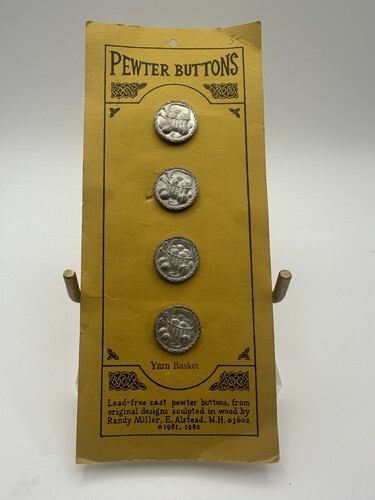 PEWTER BUTTONS
Yarn Basket
Lead-free cast pewter buttons, from
original designs sculpted in wood by
Randy Miller, E. Alstead, N.H. 03602
©1981, 1982